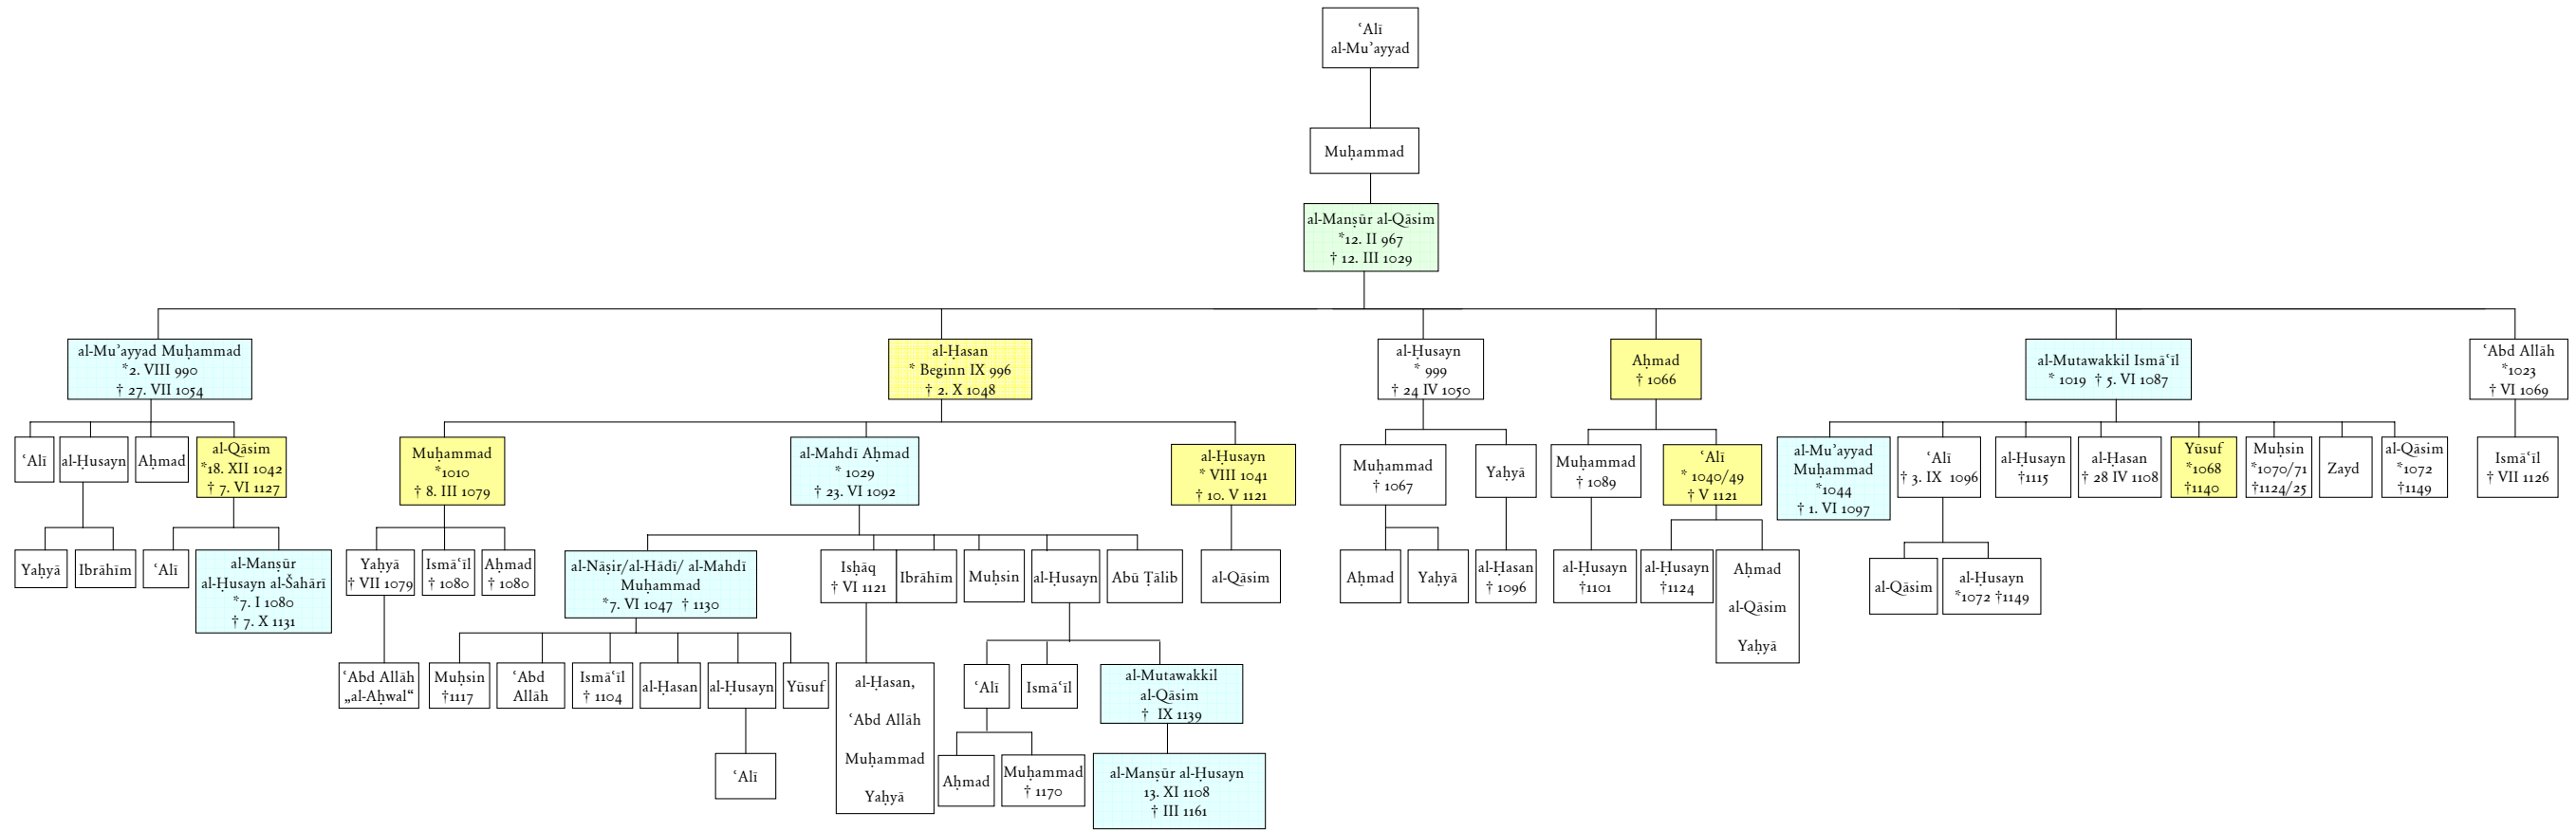 ʿAlī
al-Muʾayyad
Muḥammad
al-Manṣūr al-Qāsim
*12. II 967
† 12. III 1029
al-Muʾayyad Muḥammad
*2. VIII 990
† 27. VII 1054
al-Ḥasan
* Beginn IX 996
† 2. X 1048
al-Ḥusayn
* 999
† 24 IV 1050
Aḥmad
† 1066
al-Mutawakkil Ismāʿīl
* 1019 † 5. VI 1087
ʿAbd Allāh
*1023
† VI 1069
ʿAlī
al-Ḥusayn
Aḥmad
al-Qāsim
*18. XII 1042
† 7. VI 1127
Muḥammad
*1010
† 8. III 1079
al-Mahdī Aḥmad
* 1029
† 23. VI 1092
al-Ḥusayn
* VIII 1041
† 10. V 1121
Muḥammad
† 1067
Yaḥyā
Muḥammad
† 1089
ʿAlī
* 1040/49
† V 1121
al-Muʾayyad
Muḥammad
*1044
† 1. VI 1097
ʿAlī
† 3. IX 1096
al-Ḥusayn
†1115
al-Ḥasan
† 28 IV 1108
Yūsuf
*1068
†1140
Muḥsin
*1070/71
†1124/25
Zayd
al-Qāsim
*1072
†1149
Ismāʿīl
† VII 1126
Yaḥyā
Ibrāhīm
ʿAlī
al-Manṣūr
al-Ḥusayn al-Šahārī
*7. I 1080
† 7. X 1131
Yaḥyā
† VII 1079
Ismāʿīl
† 1080
Aḥmad
† 1080
al-Nāṣir/al-Hādī/ al-Mahdī
Muḥammad
*7. VI 1047 † 1130
Isḥāq
† VI 1121
Ibrāhīm
Muḥsin
al-Ḥusayn
Abū Ṭālib
al-Qāsim
Aḥmad
Yaḥyā
al-Ḥasan
† 1096
al-Ḥusayn
†1101
al-Ḥusayn
†1124
Aḥmad
al-Qāsim
Yaḥyā
al-Qāsim
al-Ḥusayn
*1072 †1149
ʿAbd Allāh
„al-Aḥwal“
Muḥsin
†1117
ʿAbd
Allāh
Ismāʿīl
† 1104
al-Ḥasan
al-Ḥusayn
Yūsuf
al-Ḥasan,
ʿAbd Allāh
Muḥammad
Yaḥyā
ʿAlī
Ismāʿīl
al-Mutawakkil
al-Qāsim
† IX 1139
ʿAlī
Aḥmad
Muḥammad
† 1170
al-Manṣūr al-Ḥusayn
13. XI 1108
† III 1161